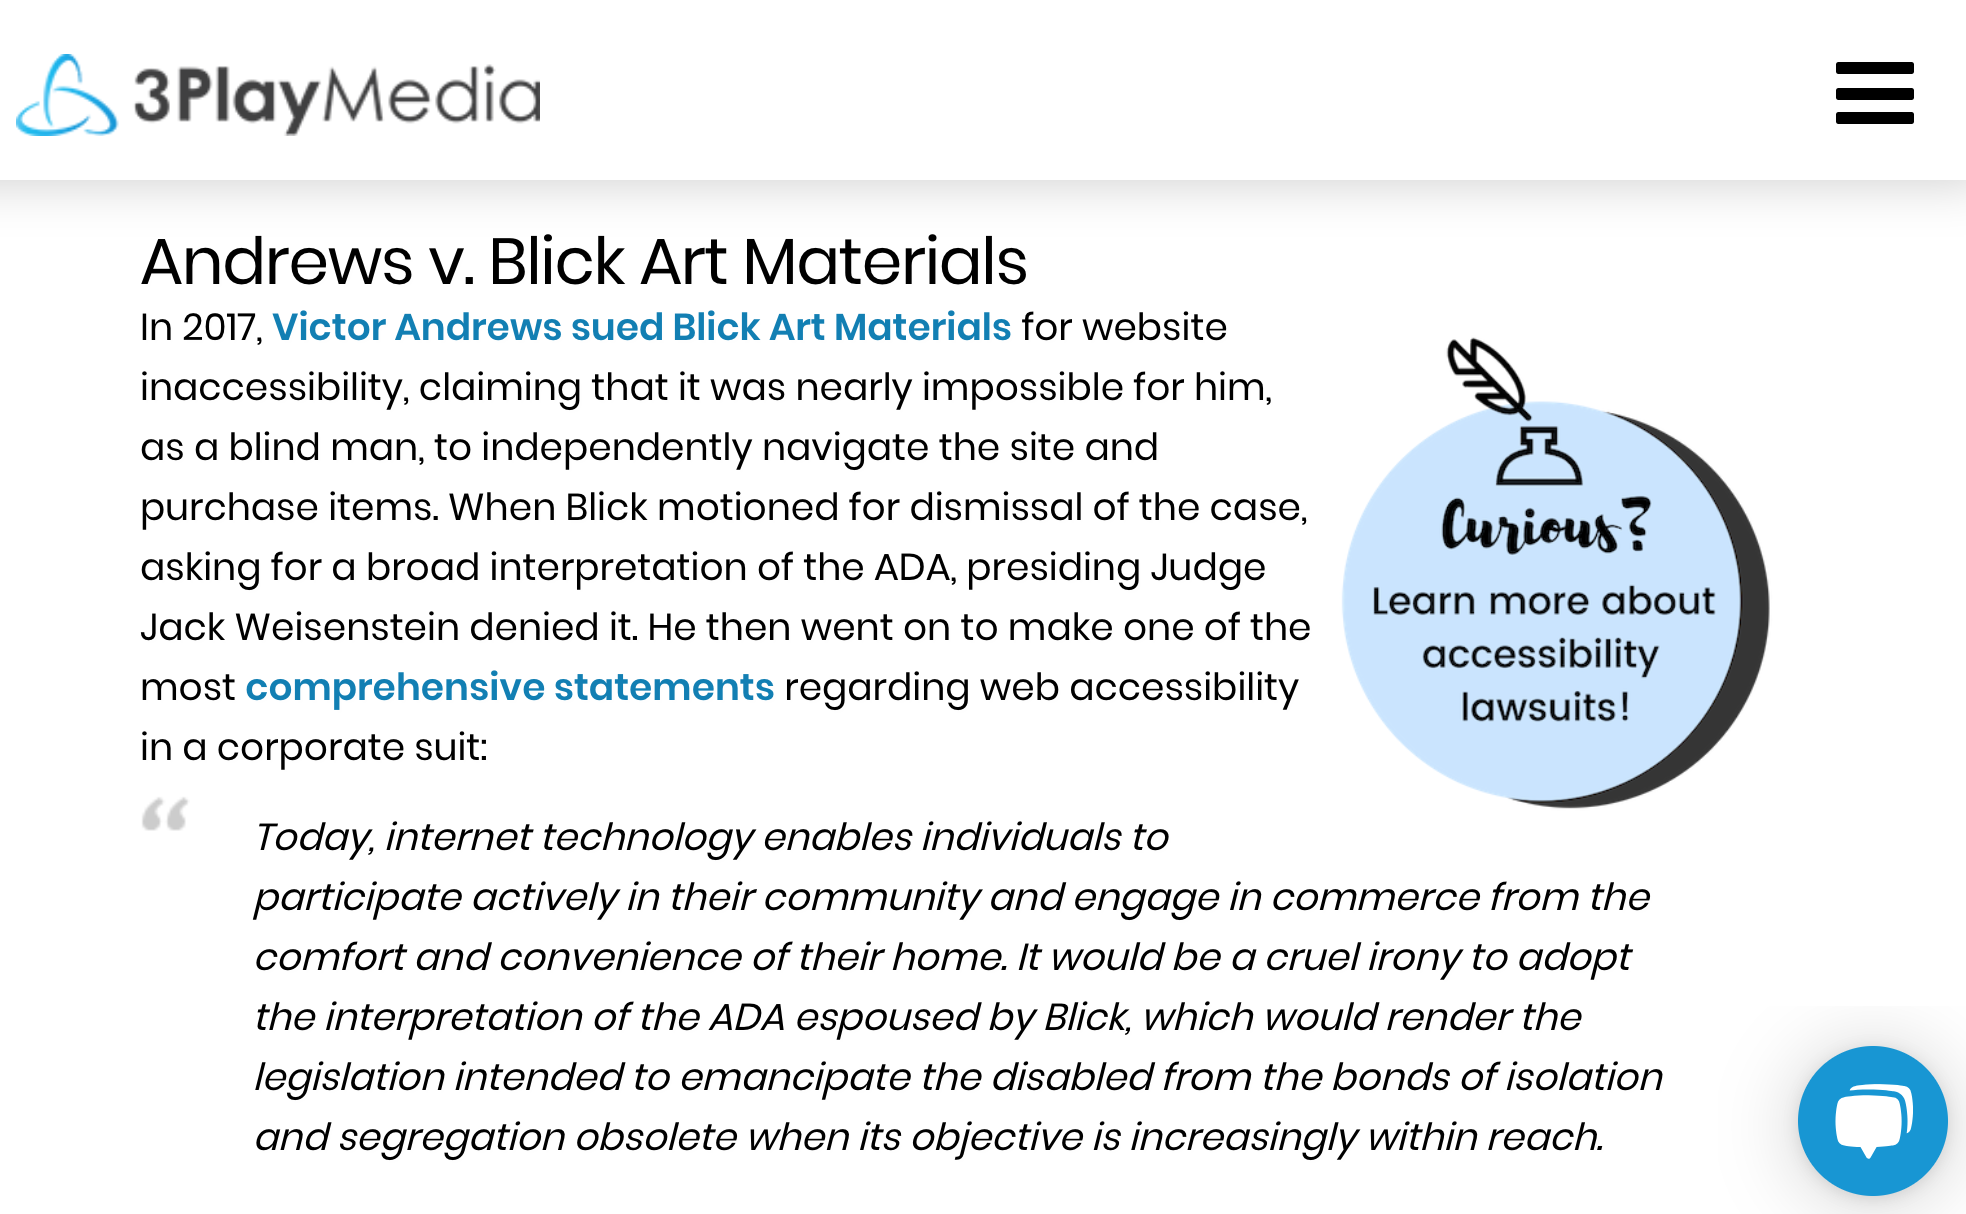 3PlayMedia
Andrews v. Blick Art Materials
In 2017, Victor Andrews sued Blick Art Materials for website
inaccessibility, claiming that it was nearly impossible for him,
as a blind man, to independently navigate the site and
purchase items. When Blick motioned for dismissal of the case,
asking for a broad interpretation of the ADA, presiding Judge
Jack Weisenstein denied it. He then went on to make one of the
most comprehensive statements regarding web accessibility
in a corporate suit:
Curious?
Learn more about
accessibility
lawsuits!
“
Today, internet technology enables individuals to
participate actively in their community and engage in commerce from the
comfort and convenience of their home. It would be a cruel irony to adopt
the interpretation of the ADA espoused by Blick, which would render the
legislation intended to emancipate the disabled from the bonds of isolation
and segregation obsolete when its objective is increasingly within reach.